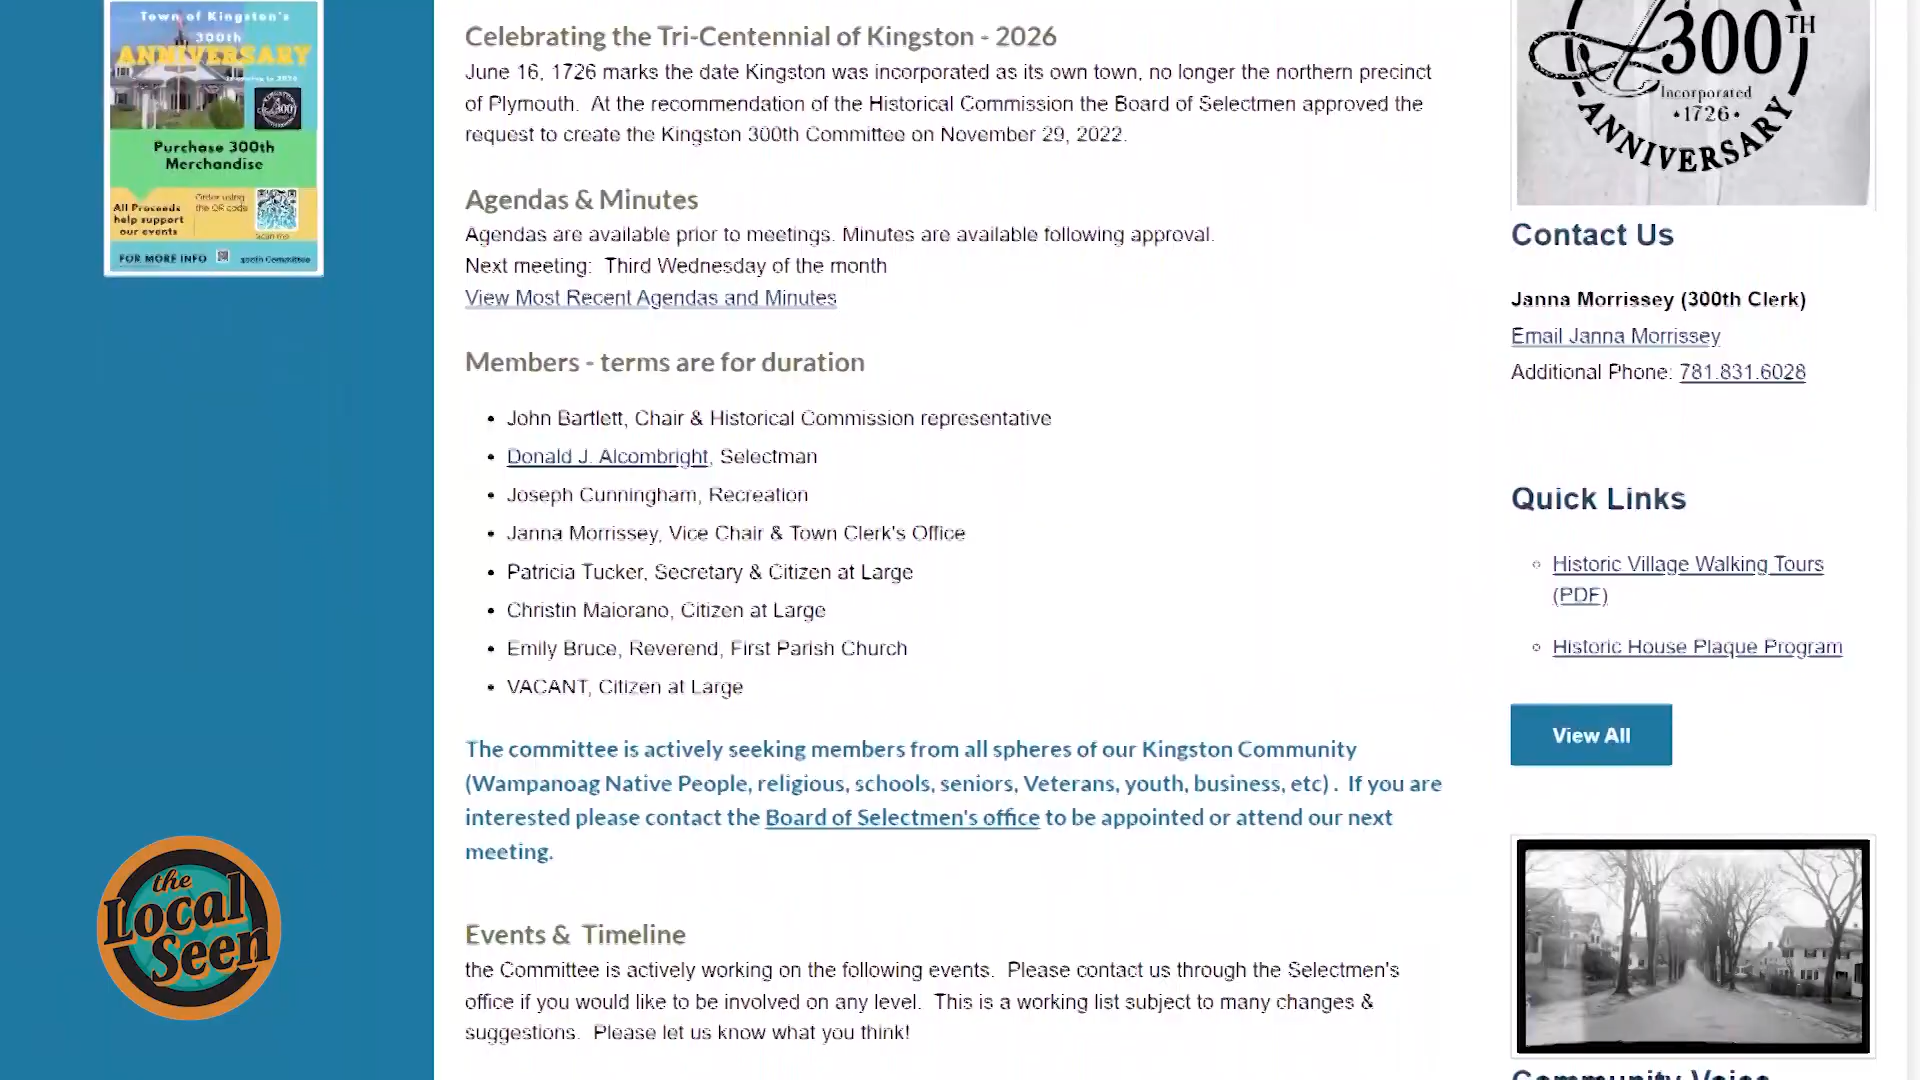 Town of Kingston's
300th
ANNIVERSARY
Purchase 300th
Merchandise
All Proceeds
help support
our events
Order using
the QR code
Scan me
FOR MORE INFO
300th Committee
Celebrating the Tri-Centennial of Kingston - 2026
June 16, 1726 marks the date Kingston was incorporated as its own town, no longer the northern precinct
of Plymouth.  At the recommendation of the Historical Commission the Board of Selectmen approved the
request to create the Kingston 300th Committee on November 29, 2022.
Agendas & Minutes
Agendas are available prior to meetings. Minutes are available following approval.
Next meeting:  Third Wednesday of the month
View Most Recent Agendas and Minutes
Members - terms are for duration
• John Bartlett, Chair & Historical Commission representative
• Donald J. Alcombright, Selectman
• Joseph Cunningham, Recreation
• Janna Morrissey, Vice Chair & Town Clerk's Office
• Patricia Tucker, Secretary & Citizen at Large
• Christin Maiorano, Citizen at Large
• Emily Bruce, Reverend, First Parish Church
• VACANT, Citizen at Large
The committee is actively seeking members from all spheres of our Kingston Community
(Wampanoag Native People, religious, schools, seniors, Veterans, youth, business, etc) .  If you are
interested please contact the Board of Selectmen's office to be appointed or attend our next
meeting.
Events &  Timeline
the Committee is actively working on the following events.  Please contact us through the Selectmen's
office if you would like to be involved on any level.  This is a working list subject to many changes &
suggestions.  Please let us know what you think!
300TH
Incorporated
•1726•
ANNIVERSARY
Contact Us
Janna Morrissey (300th Clerk)
Email Janna Morrissey
Additional Phone: 781.831.6028
Quick Links
Historic Village Walking Tours
(PDF)
Historic House Plaque Program
View All
Community Voice
the
Local
Seen